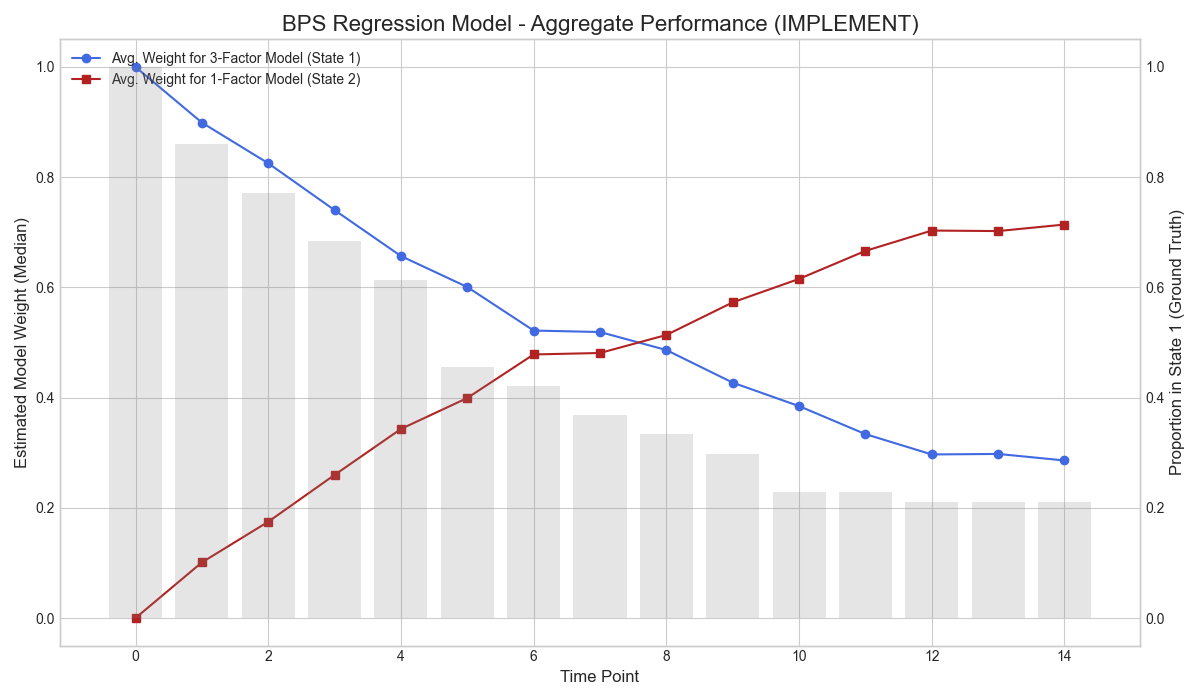 BPS Regression Model - Aggregate Performance (IMPLEMENT)
Avg. Weight for 3-Factor Model (State 1)
Avg. Weight for 1-Factor Model (State 2)
Estimated Model Weight (Median)
1.0
0.8
0.6
0.4
0.2
0.0
1.0
0.8
0.6
0.4
0.2
0.0
Proportion in State 1 (Ground Truth)
0 2 4 6 8 10 12 14
Time Point